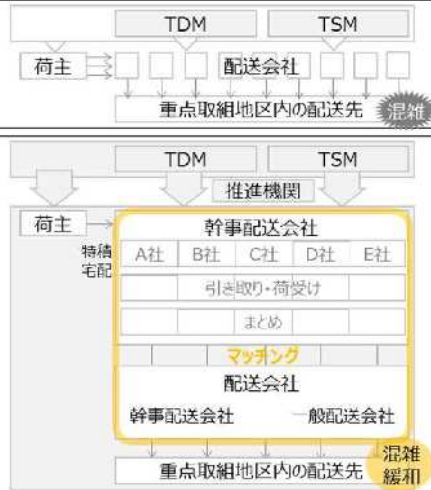 TDM TSM
荷主 配送会社
重点取組地区内の配送先 混雑
TDM TSM
推進機関
荷主 幹事配送会社
特積
宅配
A社 B社 C社 D社 E社
引き取り・荷受け
まとめ
マッチング
配送会社
幹事配送会社 一般配送会社
重点取組地区内の配送先
混雑
緩和